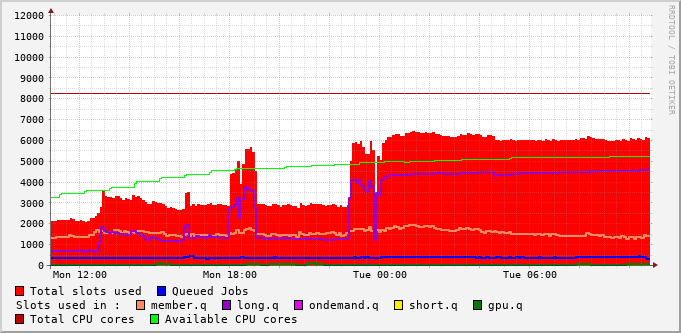 12000
11000
10000
9000
8000
7000
6000
5000
4000
3000
2000
1000
0
Mon 12:00 Mon 18:00 Tue 00:00 Tue 06:00
RRDTOOL / TOBI OETIKER
Total slots used Queued Jobs
Slots used in : member.q long.q ondemand.q short.q gpu.q
Total CPU cores Available CPU cores